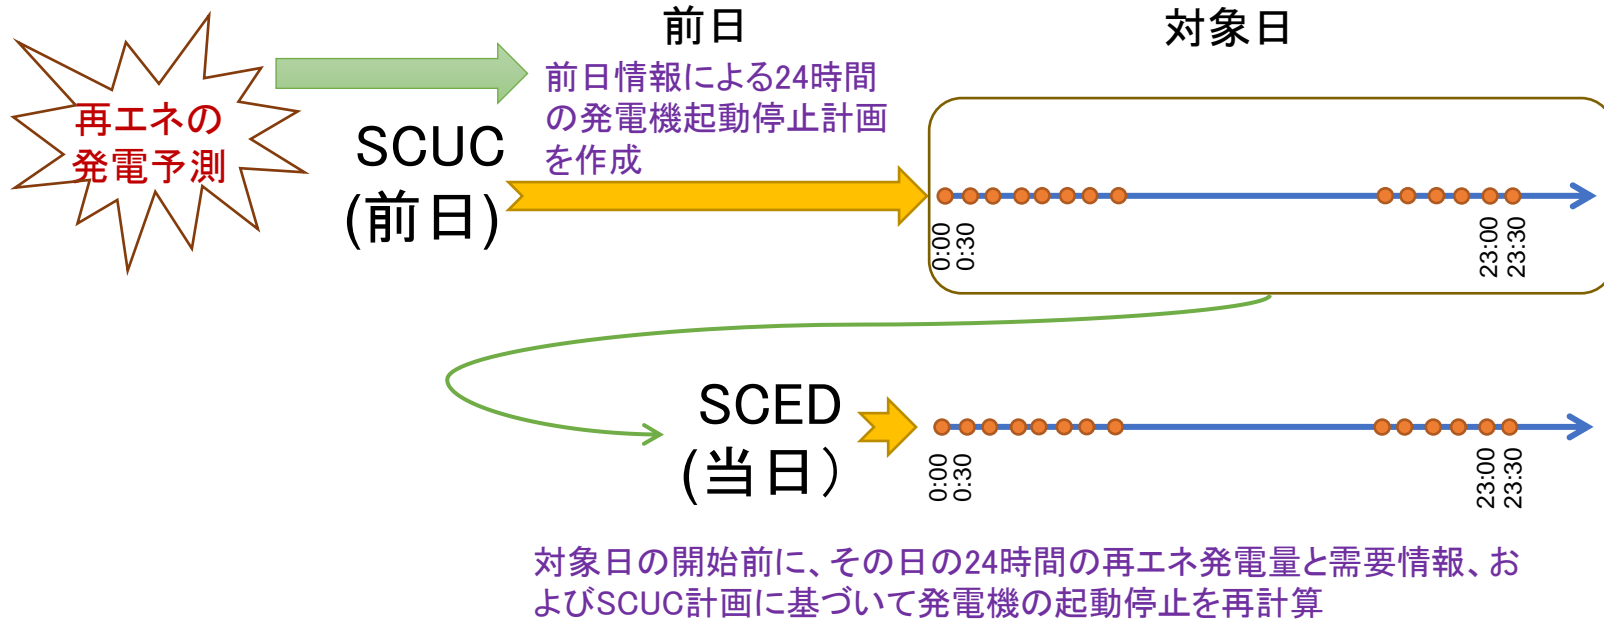 前日
対象日
再エネの
発電予測
前日情報による24時間
の発電機起動停止計画
を作成
SCUC
(前日)
0:00
0:30
23:00
23:30
SCED
(当日）
0:00
0:30
23:00
23:30
対象日の開始前に、その日の24時間の再エネ発電量と需要情報、お
よびSCUC計画に基づいて発電機の起動停止を再計算